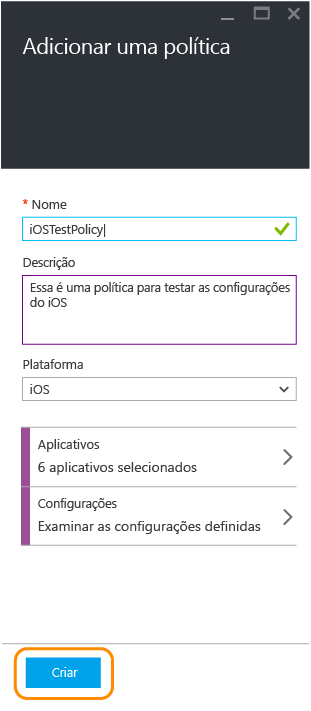 Adicionar uma política
* Nome
iOSTestPolicy
Descrição
Essa é uma política para testar as configurações
do iOS
Plataforma
iOS
Aplicativos
6 aplicativos selecionados
Configurações
Examinar as configurações definidas
Criar